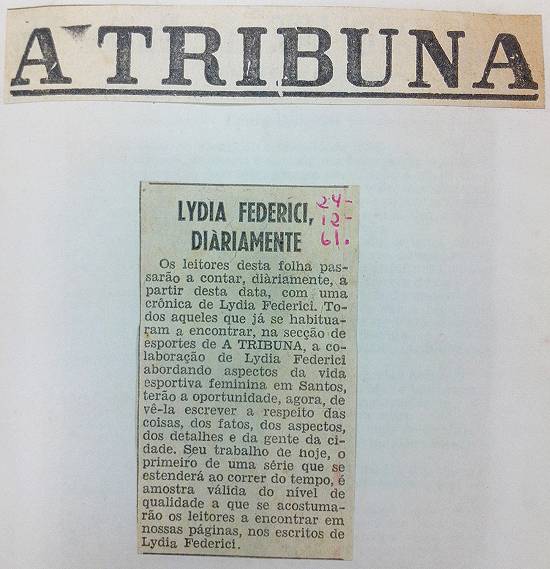 A TRIBUNA
LYDIA FEDERICI,
DIÀRIAMENTE
24-
12-
61.
Os leitores desta folha pas-
sarão a contar, diàriamente, a
partir desta data, com uma
crônica de Lydia Federici. To-
dos aqueles que já se habitua-
ram a encontrar, na secção de
esportes de A TRIBUNA, a co-
laboração de Lydia Federici
abordando aspectos da vida
esportiva feminina em Santos,
terão a oportunidade, agora, de
vê-la escrever a respeito das
coisas, dos fatos, dos aspectos,
dos detalhes e da gente da ci-
dade. Seu trabalho de hoje, o
primeiro de uma série que se
estenderá ao correr do tempo, é
amostra válida do nível de
qualidade a que se acostuma-
rão os leitores a encontrar em
nossas páginas, nos escritos de
Lydia Federici.